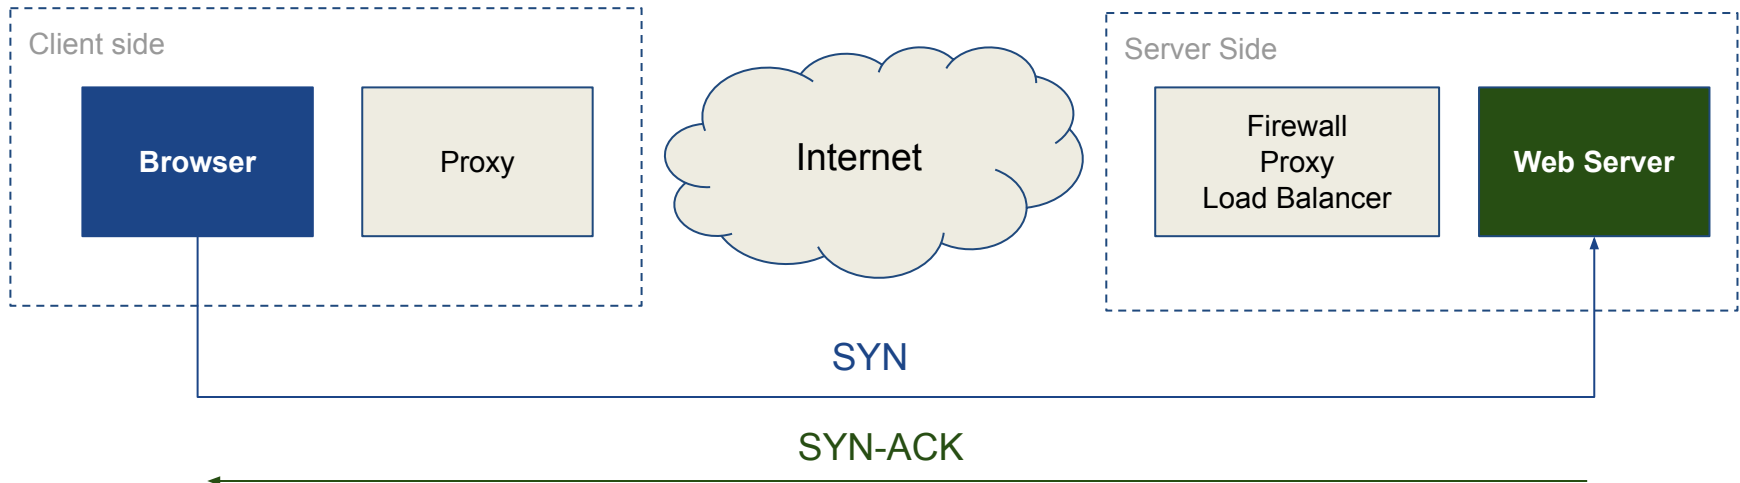 Client side
Server Side
Browser
Proxy
Internet
Firewall
Proxy
Load Balancer
Web Server
SYN
SYN-ACK